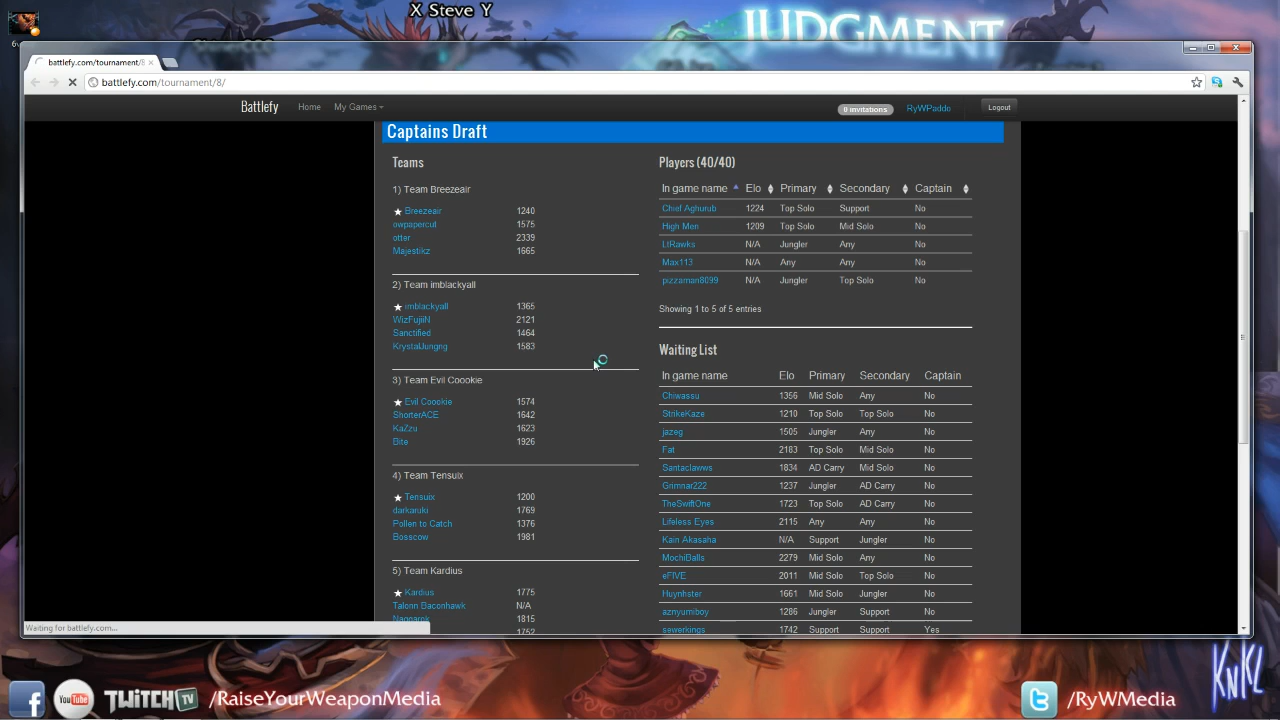 X Steve Y
JUDGMENT
battlefy.com/tournament/8
battlefy.com/tournament/8/
Battlefy Home My Games 0 invitations RyWPaddo Logout
Captains Draft
Teams
1) Team Breezeair
Breezeair 1240
owpapercut 1575
otter 2339
Majestikz 1665
2) Team imblackyall
imblackyall 1365
WizFujiiN 2121
Sanctified 1464
KrystalJungng 1583
3) Team Evil Coookie
Evil Coookie 1574
ShorterACE 1642
KaZzu 1623
Bite 1926
4) Team Tensuix
Tensuix 1200
darkaruki 1769
Pollen to Catch 1376
Bosscow 1981
5) Team Kardius
Kardius 1775
Talonn Baconhawk N/A
Nagnarok 1815
1752
Players (40/40)
In game name Elo Primary Secondary Captain
Chief Aghurub 1224 Top Solo Support No
High Men 1209 Top Solo Mid Solo No
LtRawks N/A Jungler Any No
Max113 N/A Any Any No
pizzaman8099 N/A Jungler Top Solo No
Showing 1 to 5 of 5 entries
Waiting List
In game name Elo Primary Secondary Captain
Chiwassu 1356 Mid Solo Any No
StrikeKaze 1210 Top Solo Top Solo No
jazeg 1505 Jungler Any No
Fat 2183 Top Solo Mid Solo No
Santaclawws 1834 AD Carry Mid Solo No
Grimnar222 1237 Jungler AD Carry No
TheSwiftOne 1723 Top Solo AD Carry No
Lifeless Eyes 2115 Any Any No
Kain Akasaha N/A Support Jungler No
MochiBalls 2279 Mid Solo Any No
eFIVE 2011 Mid Solo Top Solo No
Huynhster 1661 Mid Solo Jungler No
aznyumiboy 1286 Jungler Support No
sewerkings 1742 Support Support Yes
Waiting for battlefy.com...
KNKL
f You Tube TWITCH TV /RaiseYourWeaponMedia
/RyWMedia